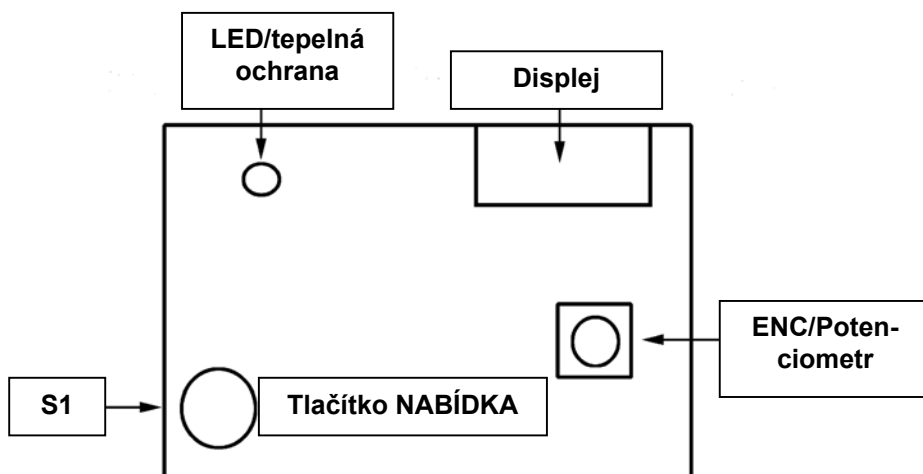 LED/tepelná
ochrana
Displej
ENC/Poten-
ciometr
S1
Tlačítko NABÍDKA